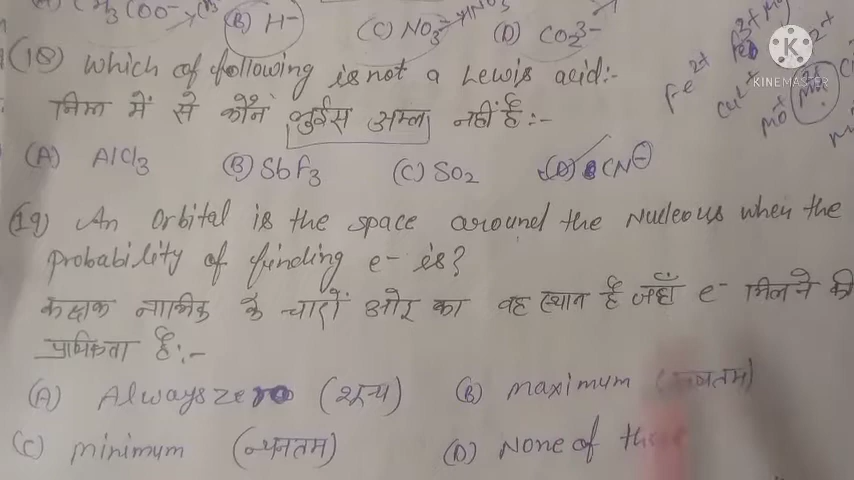 (B) H- (C) NO3- (D) CO2 3-
(18) Which of following is not a Lewis acid:-
निम्न में से कौन लुईस अम्ल नहीं है:-
(A) AlCl3 (B) SbF3 (C) SO2 (D) CN-
(19) An orbital is the space around the Nucleous when the
probability of finding e- is?
कक्षक नाभिक के चारों ओर का वह स्थान है जहाँ e- मिलने की
प्रायिकता है:-
(A) Always zero (शून्य) (B) maximum
(C) minimum (न्यूनतम) (D) None of these
Fe2+
KINEMASTER